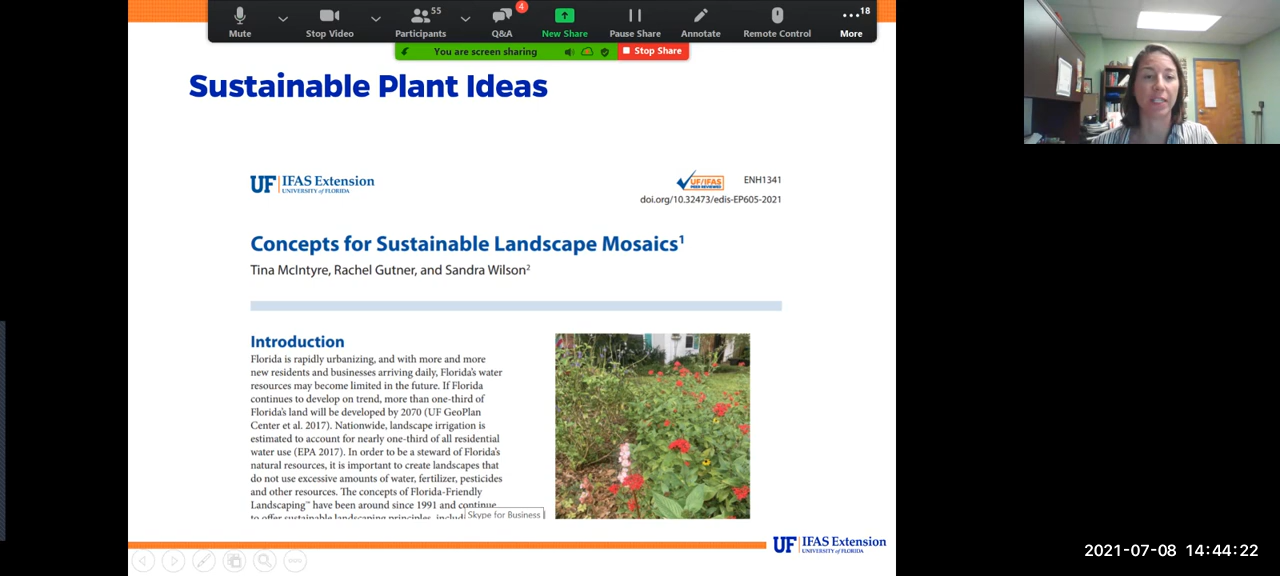 55
4
18
Mute
Stop Video
Participants
Q&A
New Share
Pause Share
Annotate
Remote Control
More
You are screen sharing
Stop Share
Sustainable Plant Ideas
UF IFAS Extension
UNIVERSITY of FLORIDA
UF/IFAS
PEER REVIEWED
ENH1341
doi.org/10.32473/edis-EP605-2021
Concepts for Sustainable Landscape Mosaics1
Tina McIntyre, Rachel Gutner, and Sandra Wilson2
Introduction
Florida is rapidly urbanizing, and with more and more
new residents and businesses arriving daily, Florida's water
resources may become limited in the future. If Florida
continues to develop on trend, more than one-third of
Florida's land will be developed by 2070 (UF GeoPlan
Center et al. 2017). Nationwide, landscape irrigation is
estimated to account for nearly one-third of all residential
water use (EPA 2017). In order to be a steward of Florida's
natural resources, it is important to create landscapes that
do not use excessive amounts of water, fertilizer, pesticides
and other resources. The concepts of Florida-Friendly
Landscaping™ have been around since 1991 and continue
to offer sustainable landscaping principles, includ
Skype for Business
UF IFAS Extension
UNIVERSITY of FLORIDA
2021-07-08 14:44:22